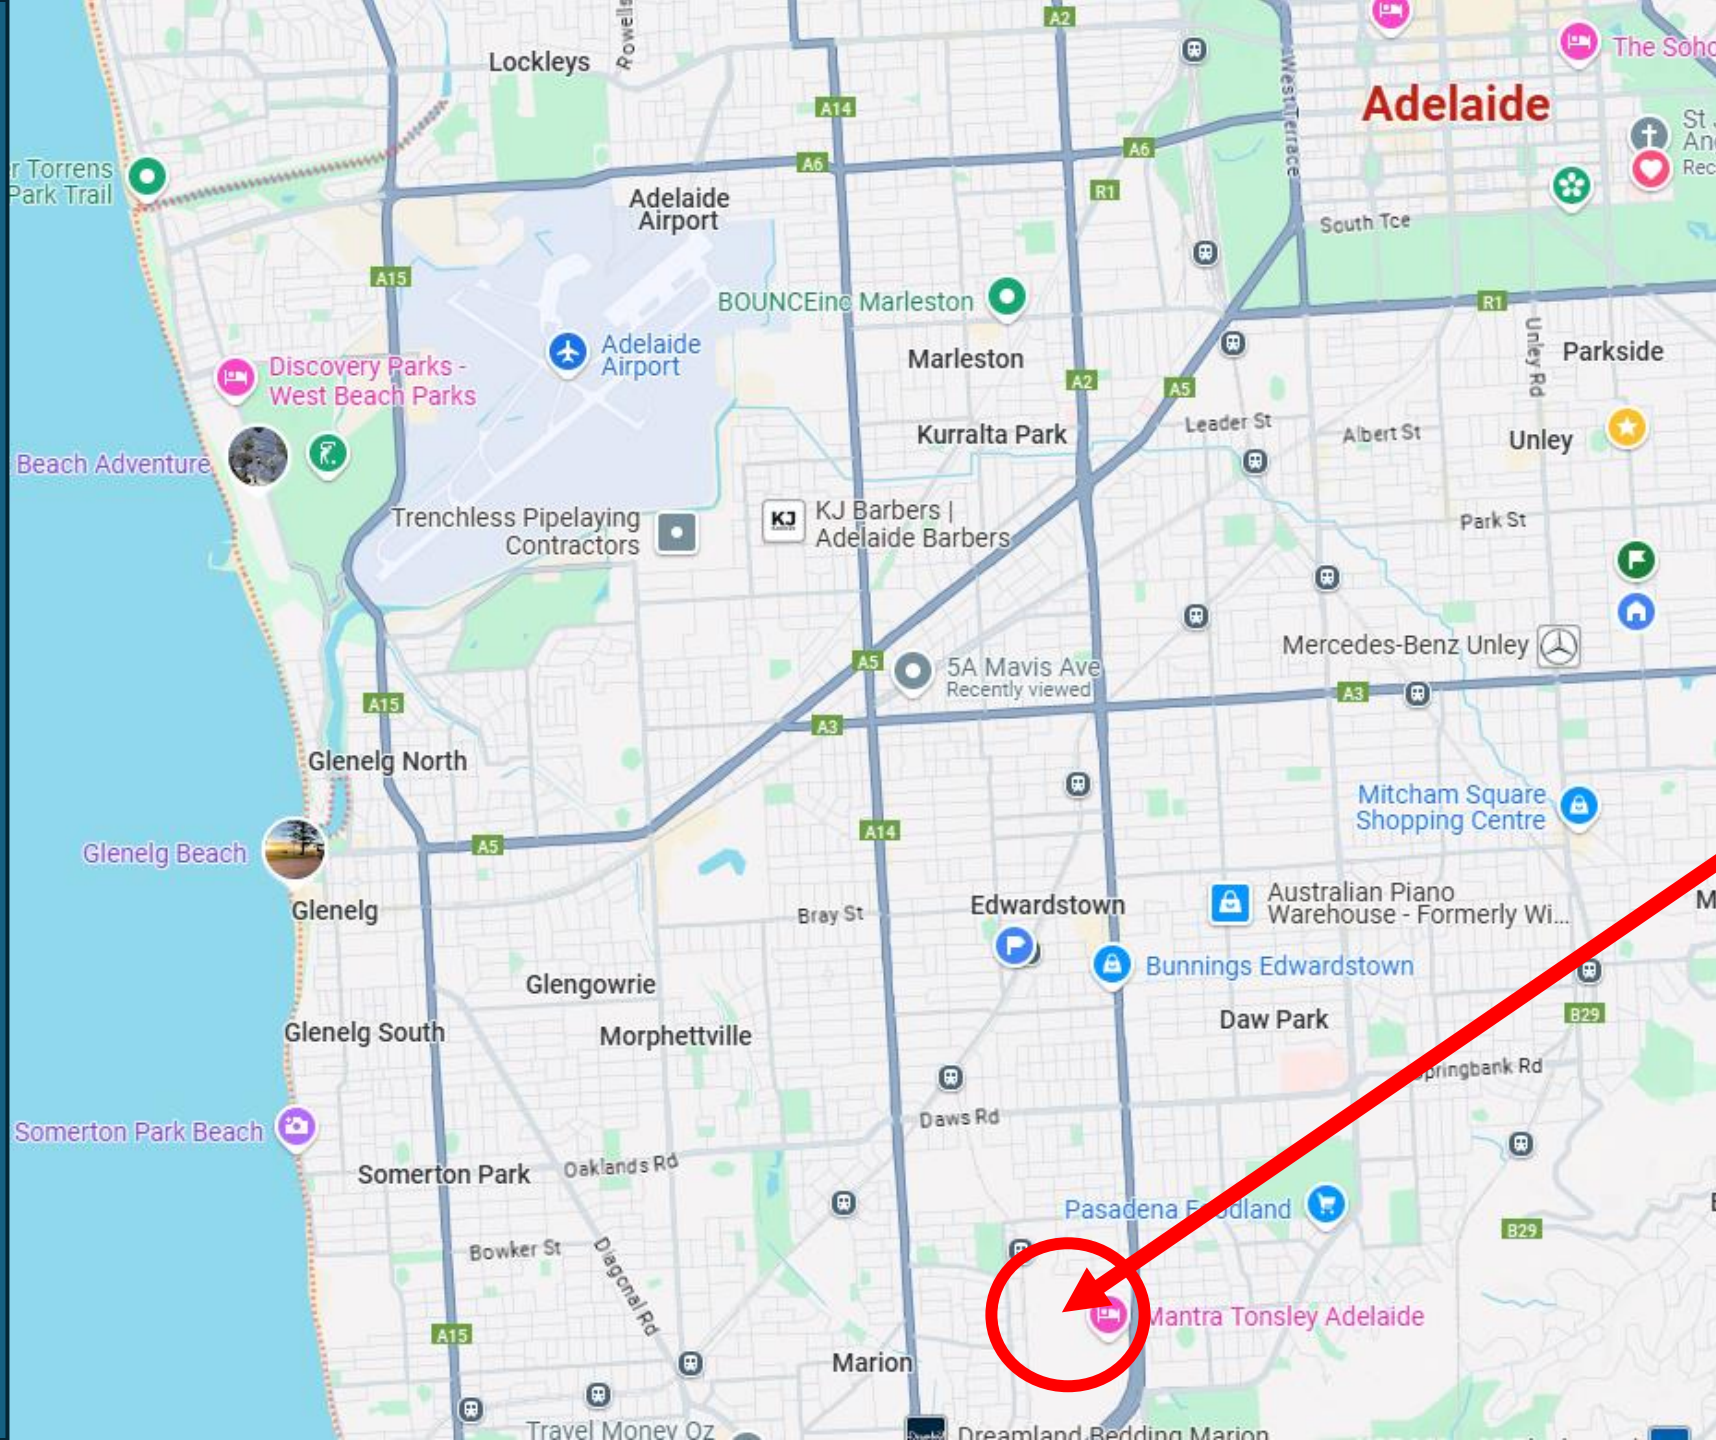 Lockleys
Rowells
A2
The Soho
Adelaide
A14
West Terrace
St
A6
A6
r Torrens
Park Trail
Adelaide
Airport
R1
Rec
South Tce
A15
BOUNCEinc Marleston
R1
Unley Rd
Adelaide
Airport
Marleston
Parkside
Discovery Parks -
West Beach Parks
A2
A5
Leader St
Albert St
Kurralta Park
Unley
Beach Adventure
Trenchless Pipelaying
Contractors
KJ
KJ Barbers |
Adelaide Barbers
Park St
Mercedes-Benz Unley
A5
5A Mavis Ave
Recently viewed
A3
A15
A3
Glenelg North
Mitcham Square
Shopping Centre
A14
A5
Glenelg Beach
Glenelg
Bray St
Edwardstown
Australian Piano
Warehouse - Formerly Wi...
M
Bunnings Edwardstown
Glengowrie
Glenelg South
Morphettville
Daw Park
B29
Springbank Rd
Daws Rd
Somerton Park Beach
Somerton Park
Oaklands Rd
Pasadena Foodland
B29
Bowker St
Diagonal Rd
Mantra Tonsley Adelaide
A15
Marion
Travel Money Oz
Dreamland Bedding Marion